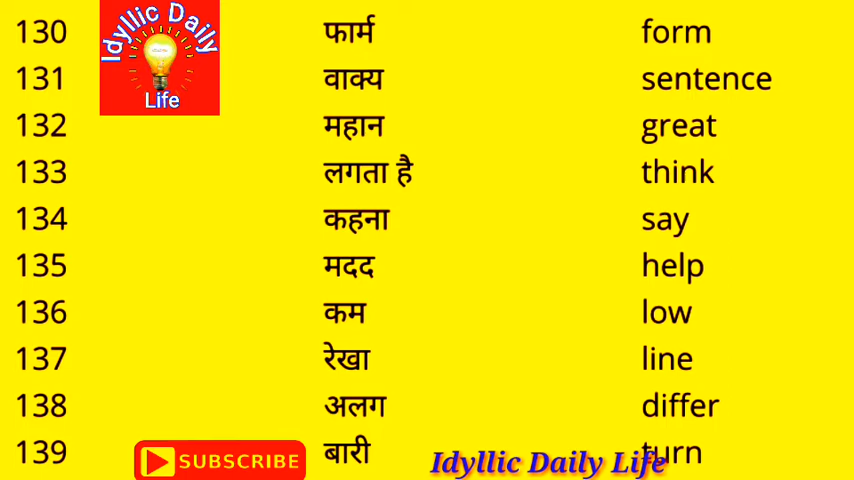 130 फार्म form
Idyllic Daily
Life
131 वाक्य sentence
132 महान great
133 लगता है think
134 कहना say
135 मदद help
136 कम low
137 रेखा line
138 अलग differ
139 बारी turn
SUBSCRIBE
Idyllic Daily Life